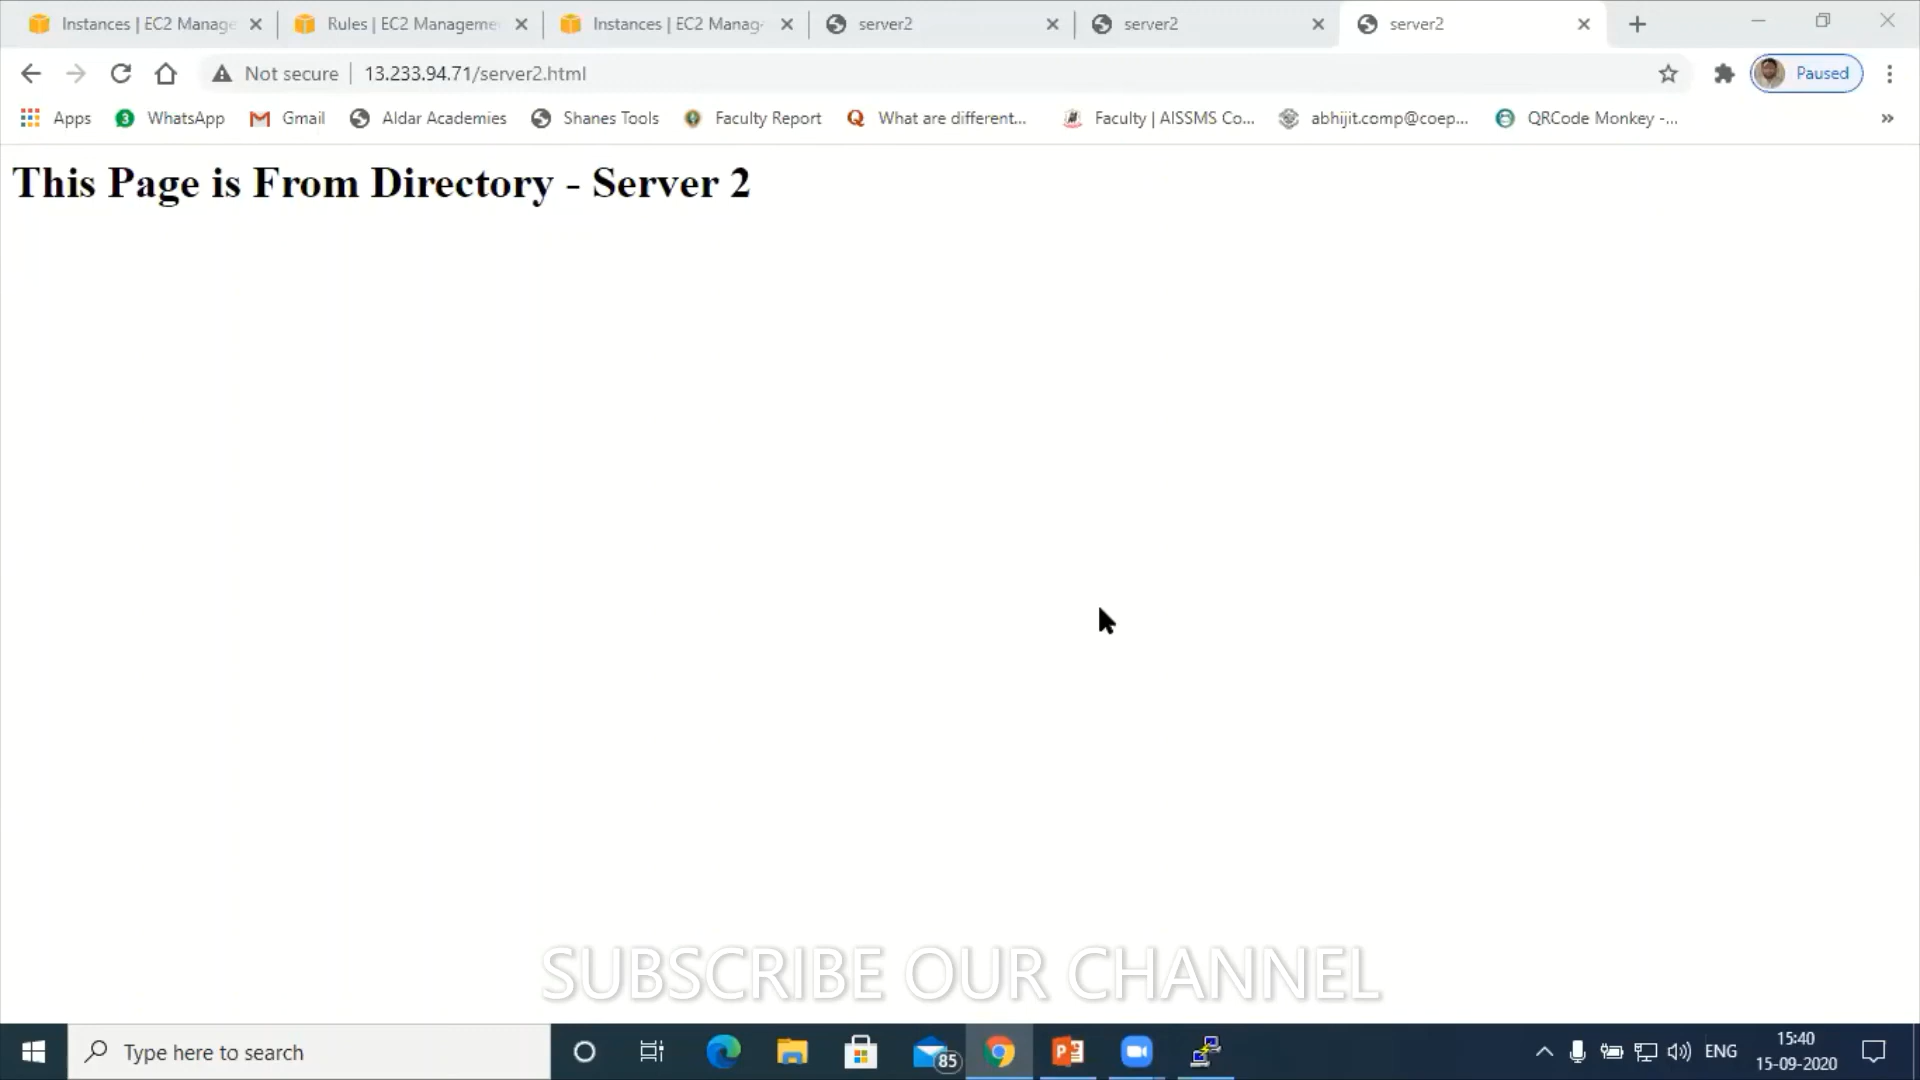 Instances | EC2 Manage
Rules | EC2 Manageme
Instances | EC2 Manag
server2
server2
server2
Not secure
13.233.94.71/server2.html
Paused
Apps
3
WhatsApp
Gmail
Aldar Academies
Shanes Tools
Faculty Report
What are different...
Faculty | AISSMS Co...
abhijit.comp@coep...
QRCode Monkey -...
»
This Page is From Directory - Server 2
SUBSCRIBE OUR CHANNEL
Type here to search
85
ENG
15:40
15-09-2020